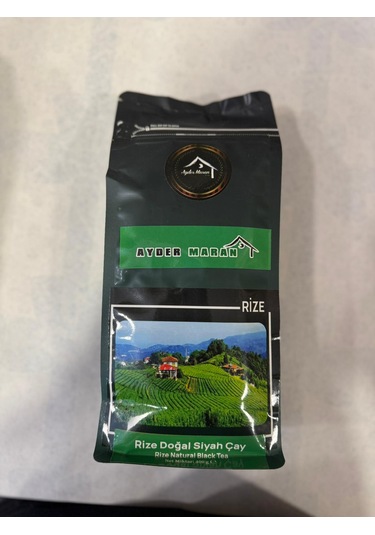 Ayder Maran
AYDER MARAN
RİZE
Rize Doğal Siyah Çay
Rize Natural Black Tea